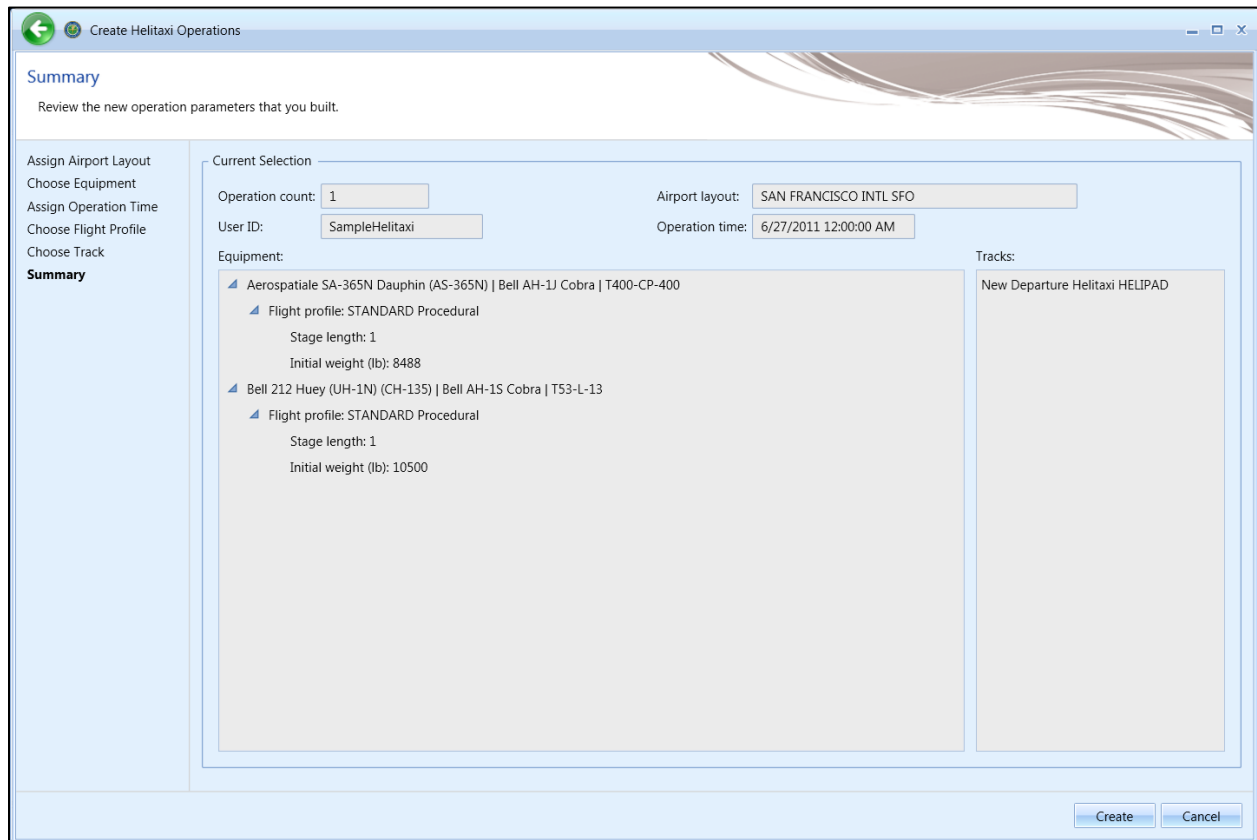 Create Helitaxi Operations
Summary
Review the new operation parameters that you built.
Assign Airport Layout
Choose Equipment
Assign Operation Time
Choose Flight Profile
Choose Track
Summary
Current Selection
Operation count: 1
Airport layout: SAN FRANCISCO INTL SFO
User ID: SampleHelitaxi
Operation time: 6/27/2011 12:00:00 AM
Equipment:
Aerospatiale SA-365N Dauphin (AS-365N) | Bell AH-1J Cobra | T400-CP-400
Flight profile: STANDARD Procedural
Stage length: 1
Initial weight (lb): 8488
Bell 212 Huey (UH-1N) (CH-135) | Bell AH-1S Cobra | T53-L-13
Flight profile: STANDARD Procedural
Stage length: 1
Initial weight (lb): 10500
Tracks:
New Departure Helitaxi HELIPAD
Create
Cancel